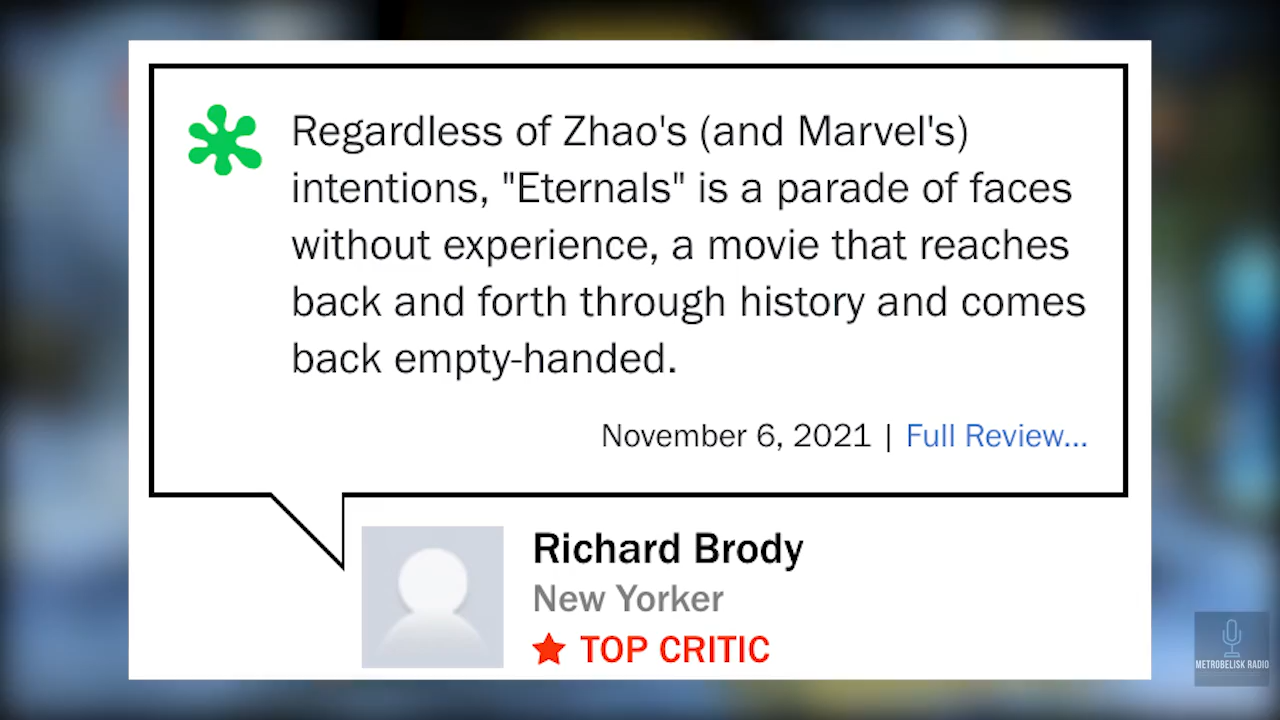 Regardless of Zhao's (and Marvel's)
intentions, "Eternals" is a parade of faces
without experience, a movie that reaches
back and forth through history and comes
back empty-handed.
November 6, 2021 | Full Review...
Richard Brody
New Yorker
TOP CRITIC
METROBELISK RADIO